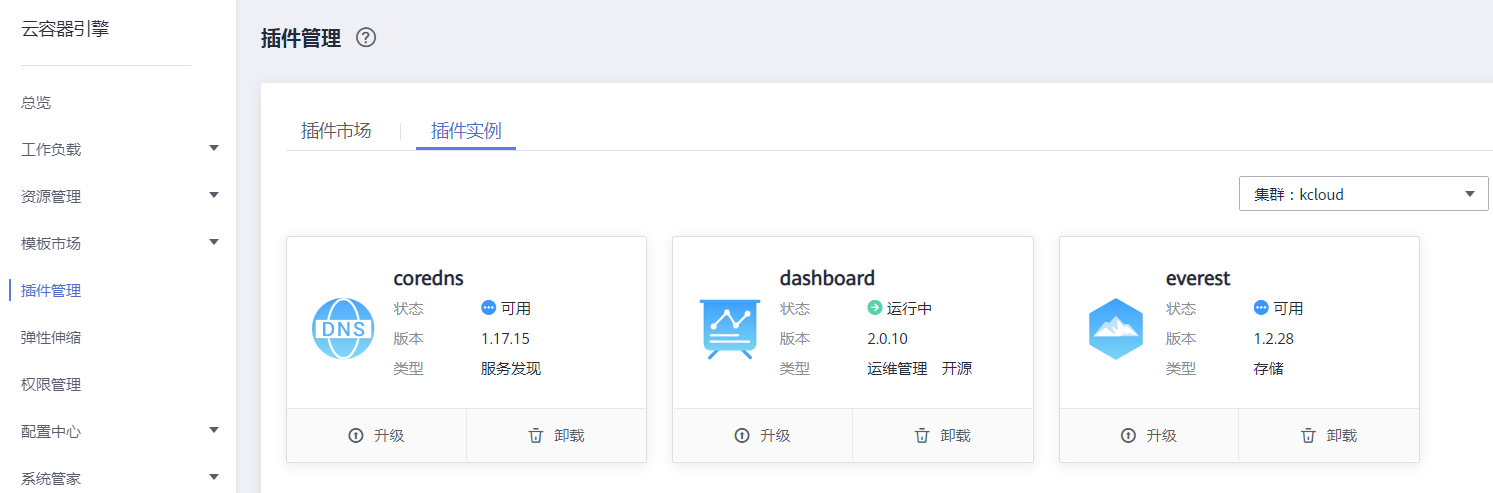 云容器引擎
总览
工作负载
资源管理
模板市场
插件管理
弹性伸缩
权限管理
配置中心
系统管家
插件管理 ?
插件市场 插件实例
集群：kcloud
coredns
DNS
状态 可用
版本 1.17.15
类型 服务发现
升级 卸载
dashboard
状态 运行中
版本 2.0.10
类型 运维管理 开源
升级 卸载
everest
状态 可用
版本 1.2.28
类型 存储
升级 卸载